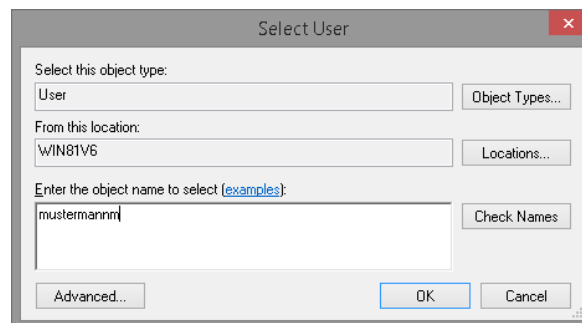 Select User
Select this object type:
User
Object Types...
From this location:
WIN81V6
Locations...
Enter the object name to select (examples):
mustermannm
Check Names
Advanced...
OK
Cancel